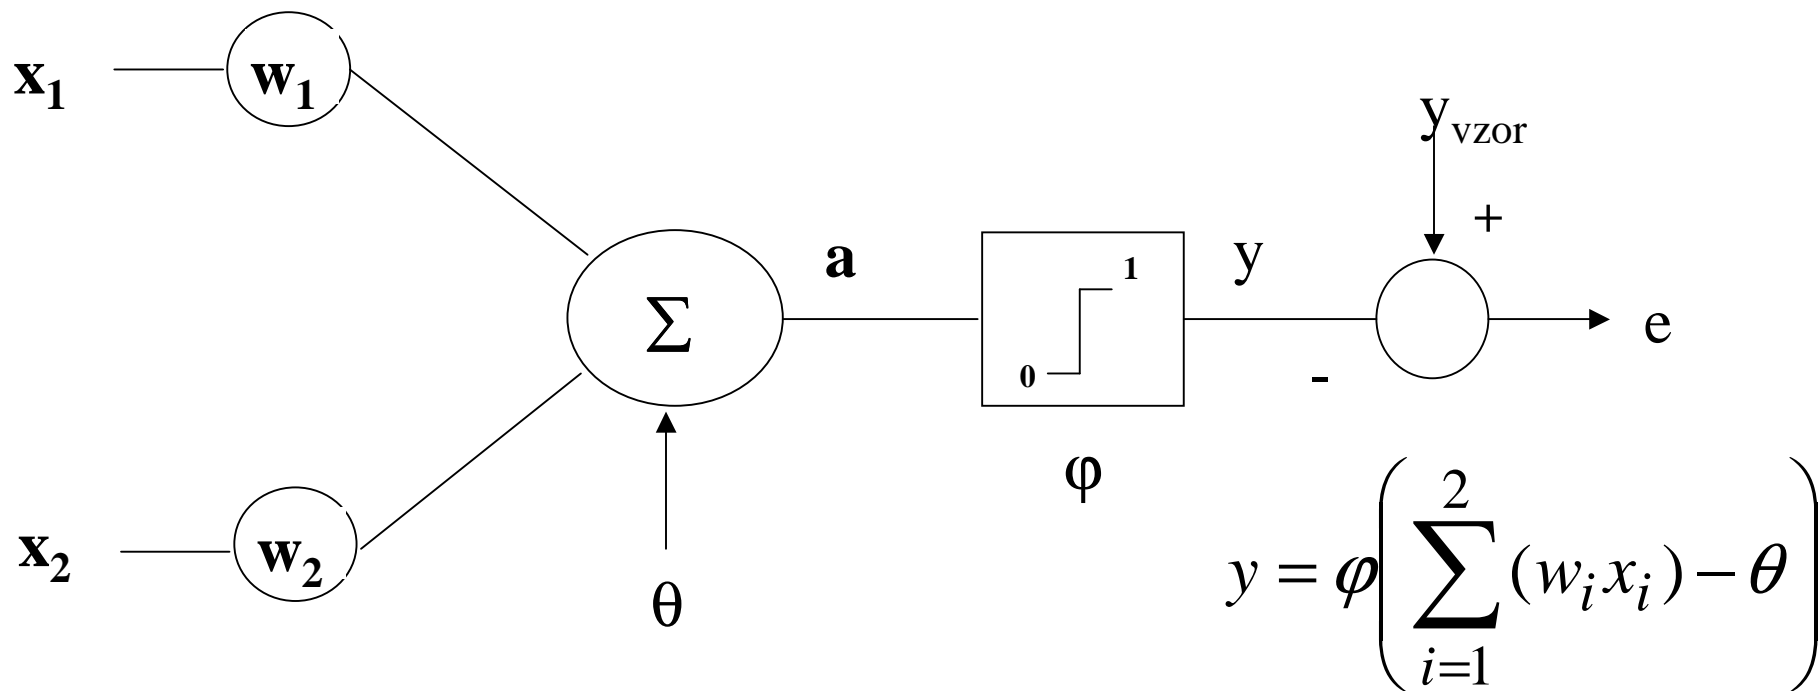 x₁
w₁
y_vzor
+
a
1
y
Σ
0
e
-
φ
x₂
w₂
θ
y = φ( ∑_{i=1}^{2} (w_i x_i) − θ )